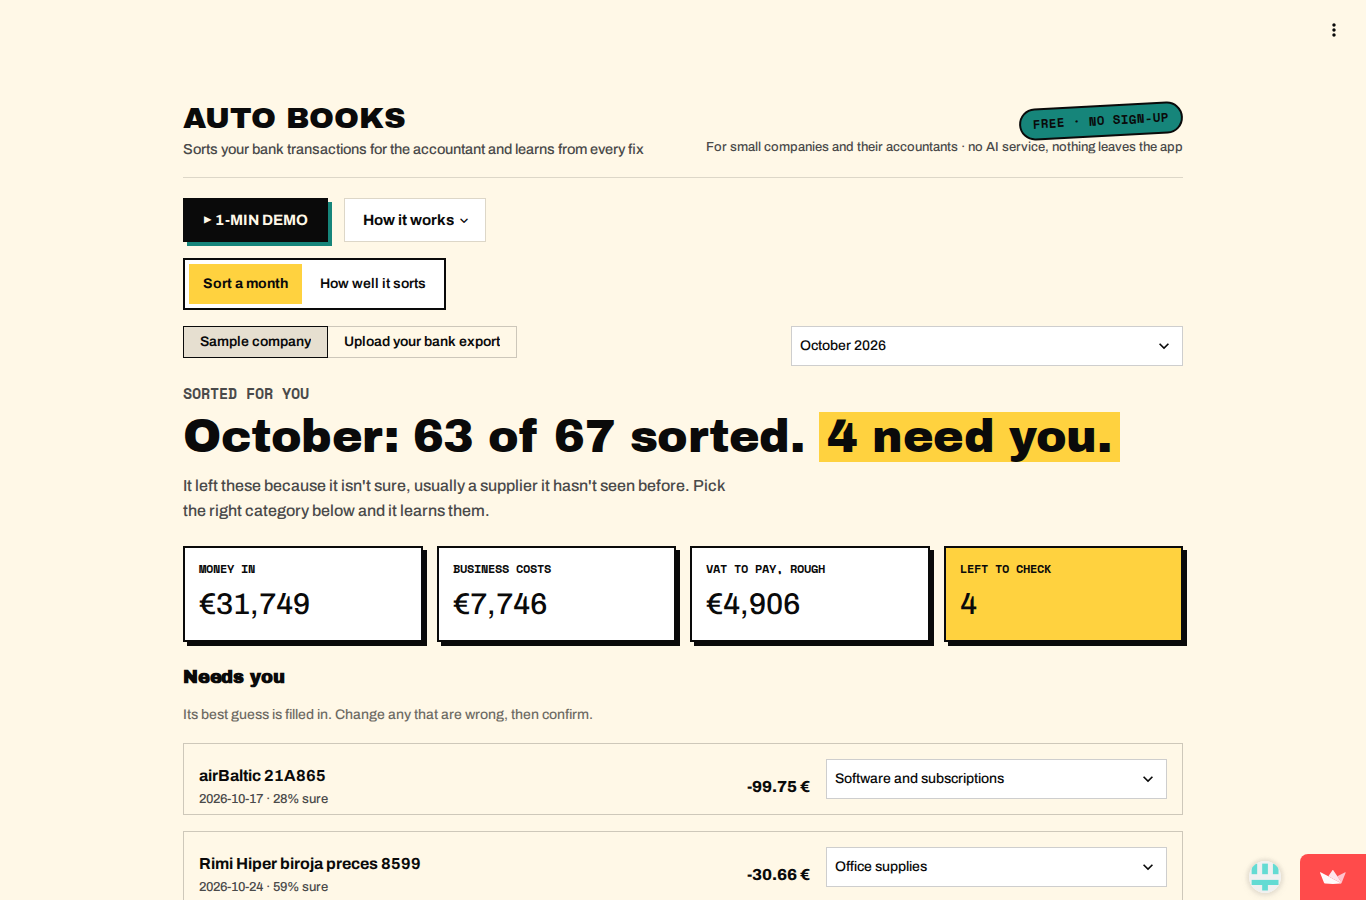 AUTO BOOKS
FREE · NO SIGN-UP
Sorts your bank transactions for the accountant and learns from every fix
For small companies and their accountants · no AI service, nothing leaves the app
▶ 1-MIN DEMO
How it works
Sort a month
How well it sorts
Sample company
Upload your bank export
October 2026
SORTED FOR YOU
October: 63 of 67 sorted. 4 need you.
It left these because it isn't sure, usually a supplier it hasn't seen before. Pick
the right category below and it learns them.
MONEY IN
€31,749
BUSINESS COSTS
€7,746
VAT TO PAY, ROUGH
€4,906
LEFT TO CHECK
4
Needs you
Its best guess is filled in. Change any that are wrong, then confirm.
airBaltic 21A865
2026-10-17 · 28% sure
-99.75 €
Software and subscriptions
Rimi Hiper biroja preces 8599
2026-10-24 · 59% sure
-30.66 €
Office supplies